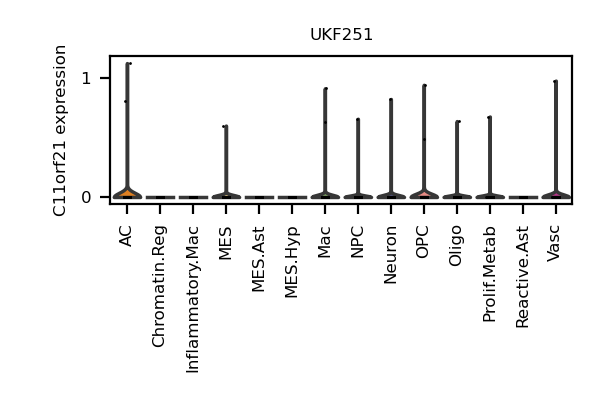 UKF251
C11orf21 expression
1
0
AC
Chromatin.Reg
Inflammatory.Mac
MES
MES.Ast
MES.Hyp
Mac
NPC
Neuron
OPC
Oligo
Prolif.Metab
Reactive.Ast
Vasc